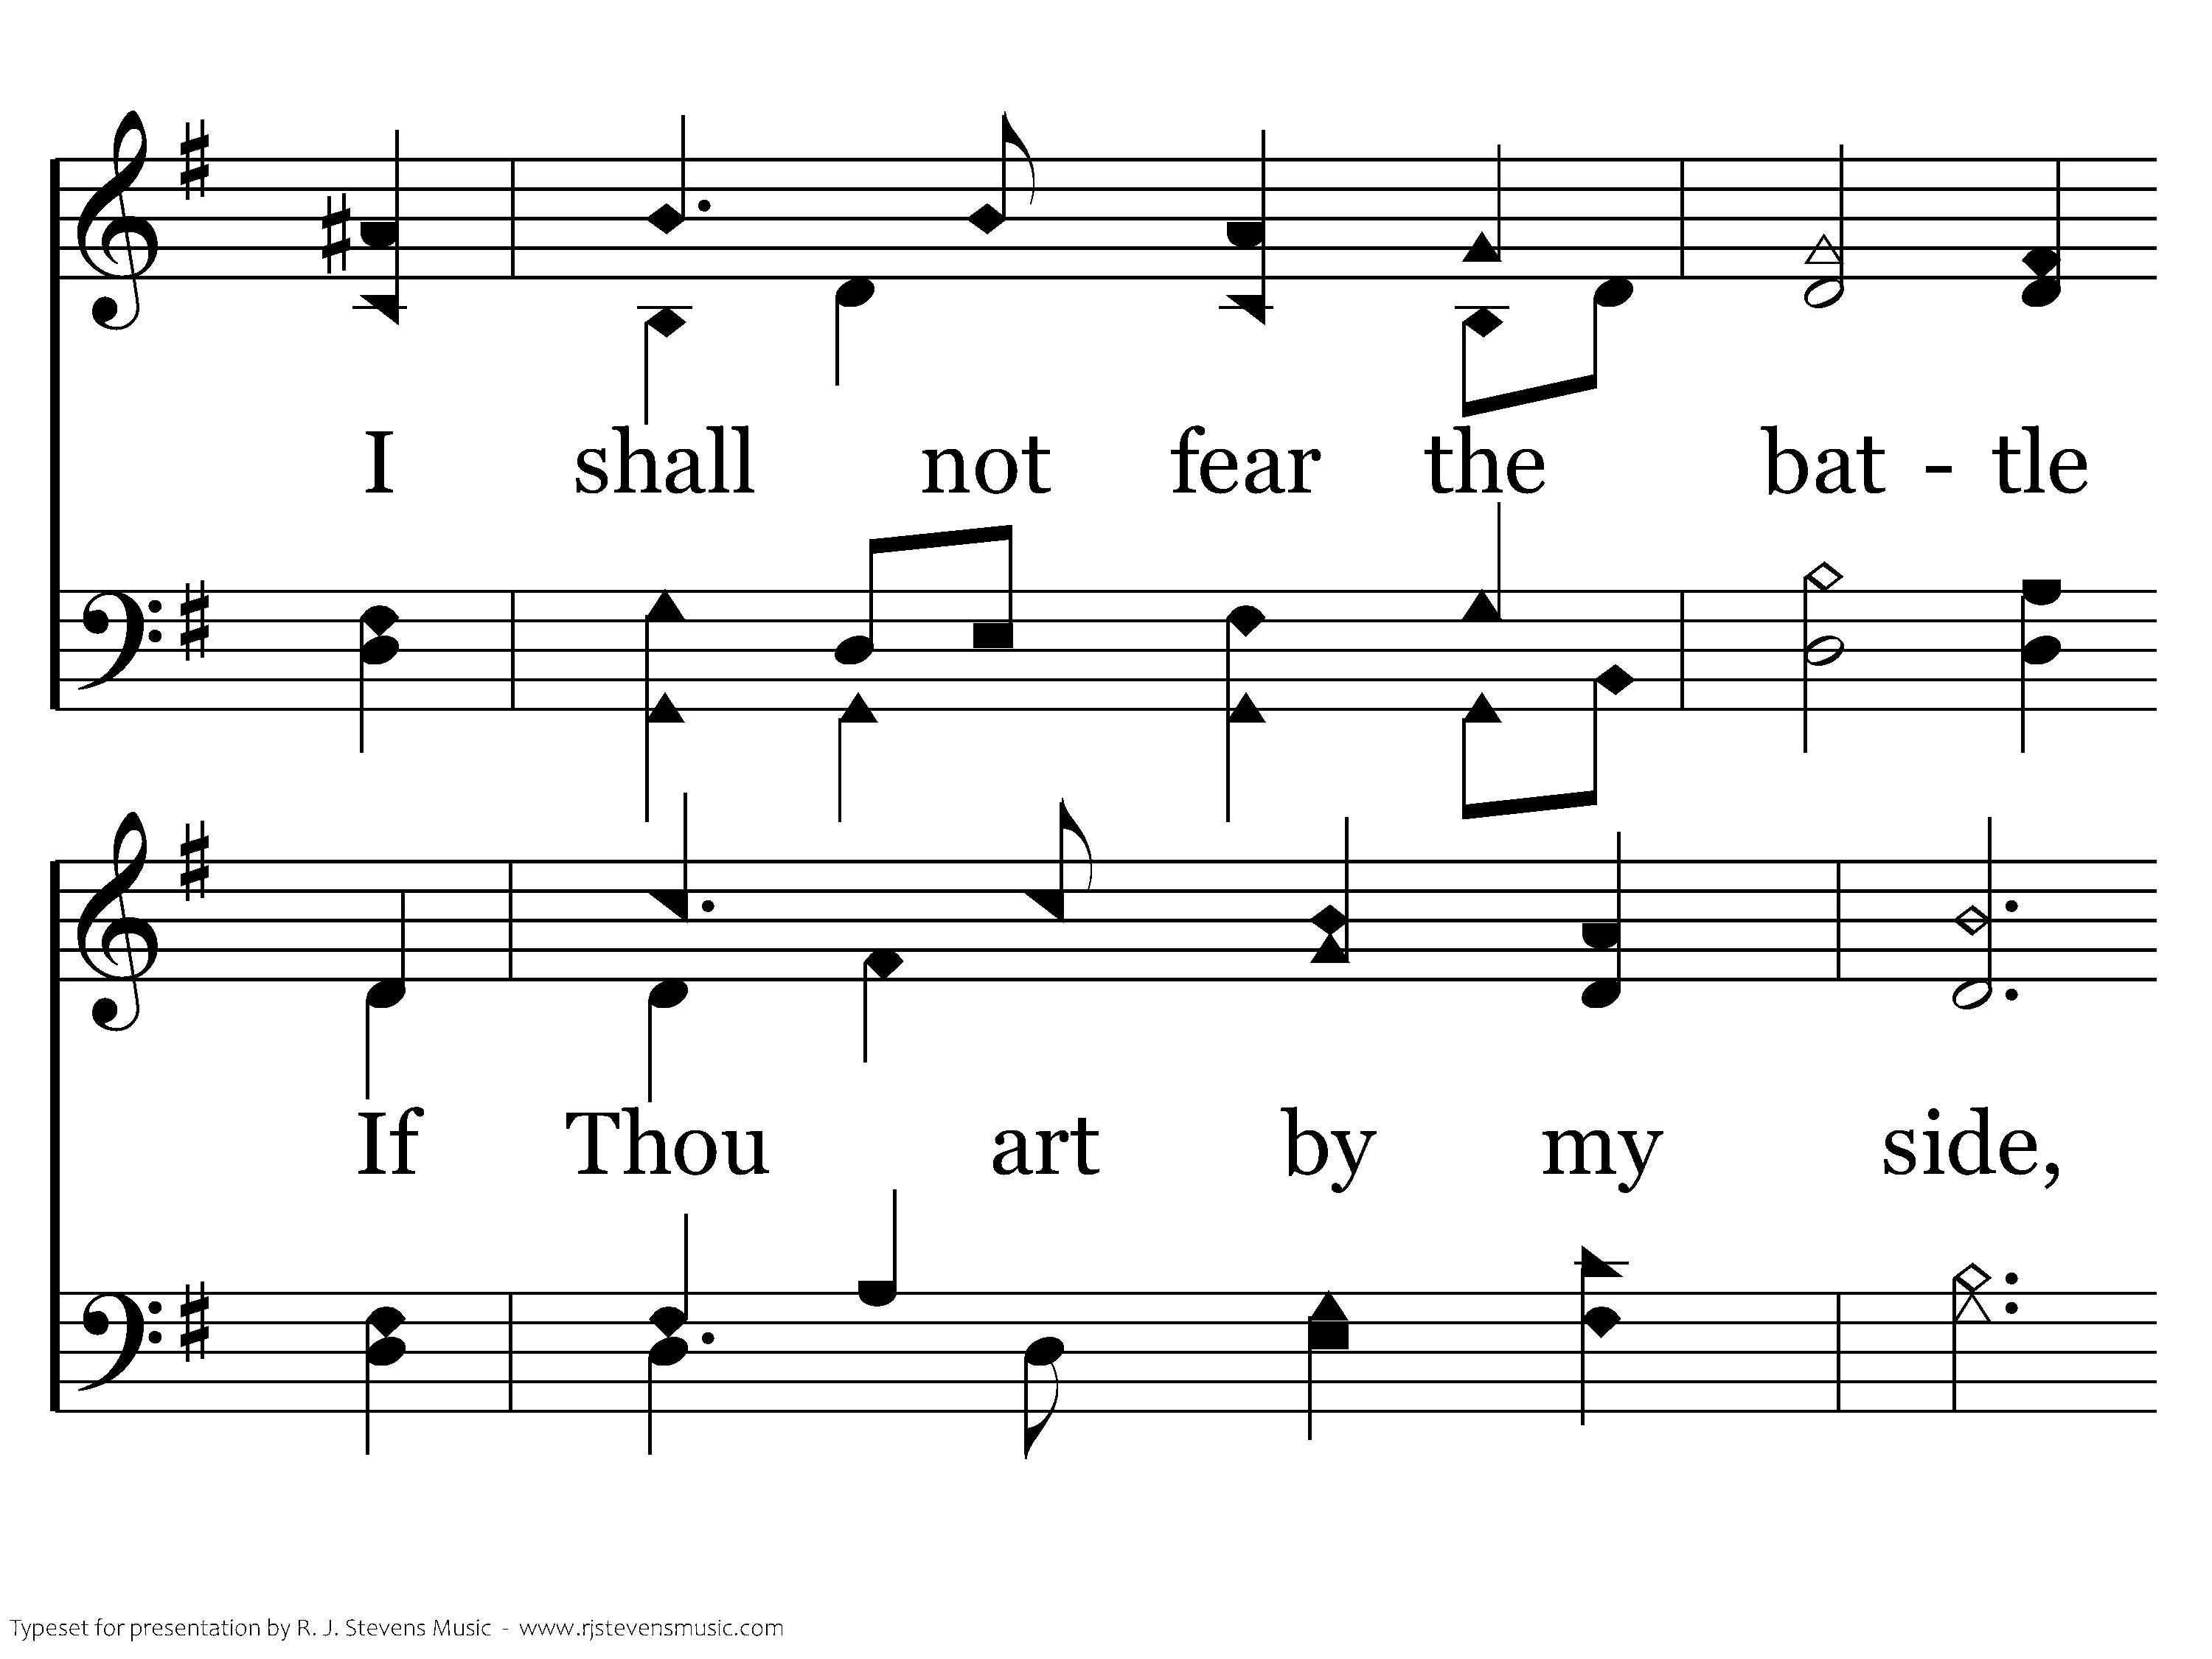 I shall not fear the bat - tle
If Thou art by my side,
Typeset for presentation by R. J. Stevens Music - www.rjstevensmusic.com